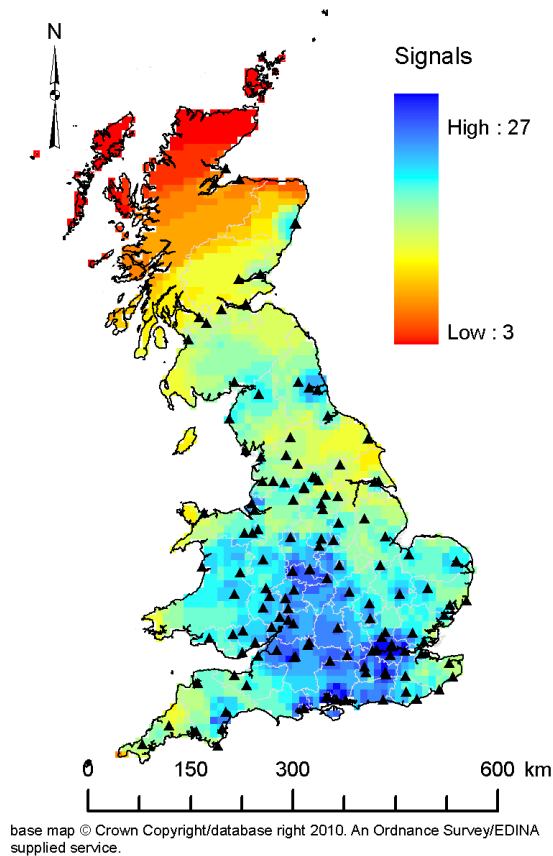 N
Signals
High : 27
Low : 3
0 150 300 600 km
base map © Crown Copyright/database right 2010. An Ordnance Survey/EDINA
supplied service.